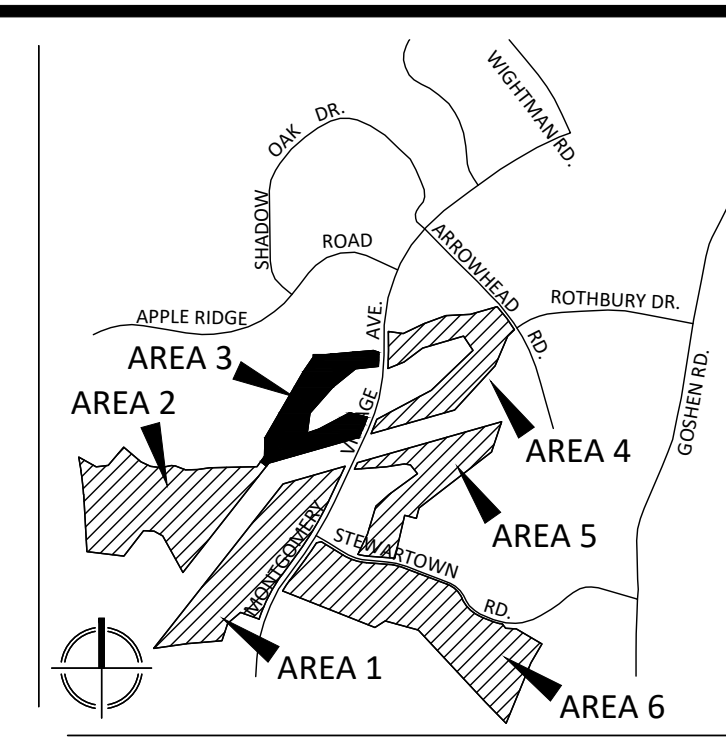 WIGHTMAN RD.
SHADOW OAK DR.
ROAD
APPLE RIDGE
ARROWHEAD RD.
ROTHBURY DR.
GOSHEN RD.
MONTGOMERY VILLAGE AVE.
AREA 3
AREA 2
AREA 4
AREA 5
STEWARTOWN RD.
AREA 1
AREA 6